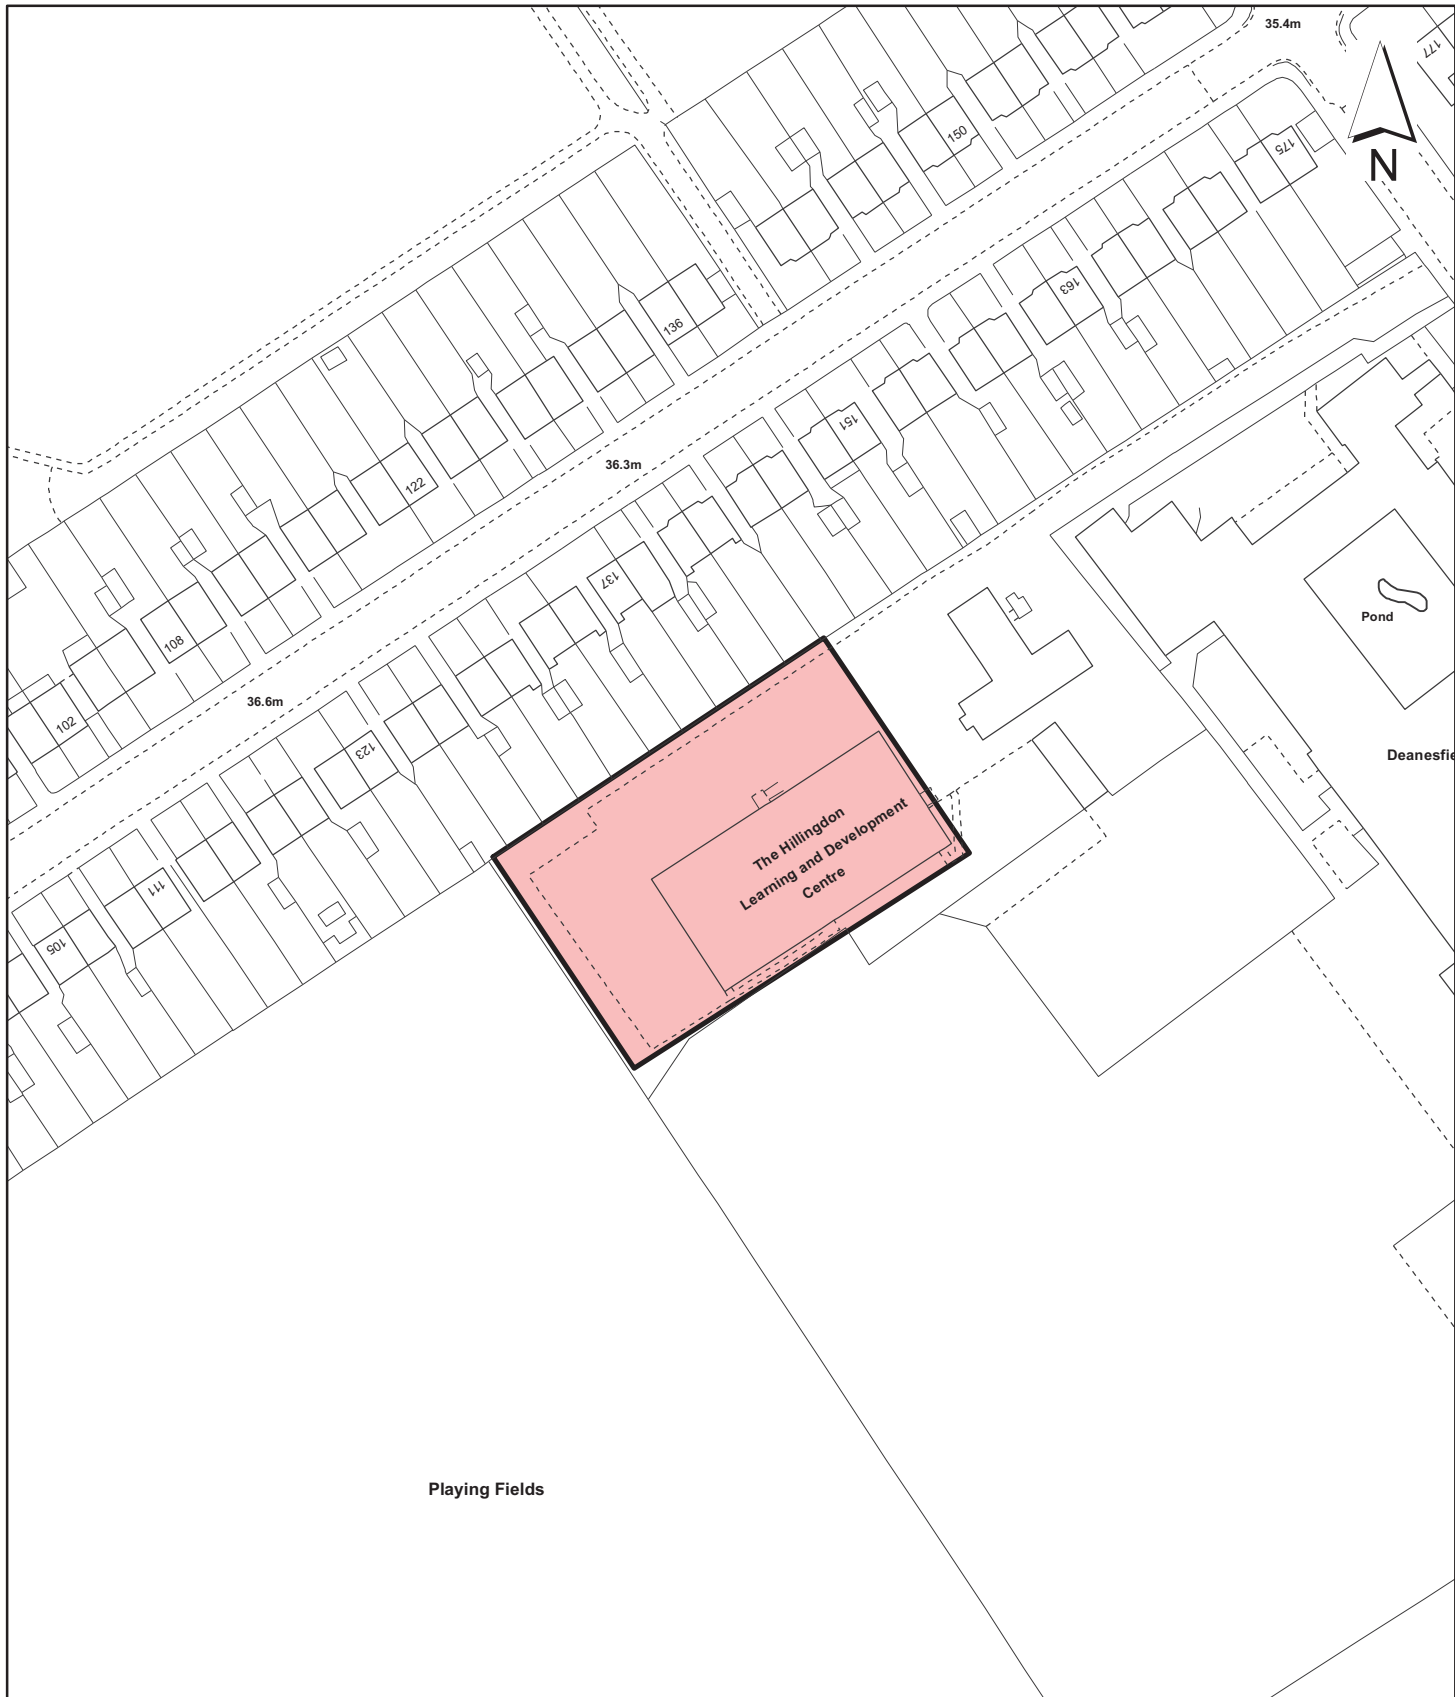 35.4m
177
N
150
175
136
163
151
36.3m
122
137
Pond
108
36.6m
102
123
Deanesfie
The Hillingdon
Learning and Development
Centre
111
105
Playing Fields